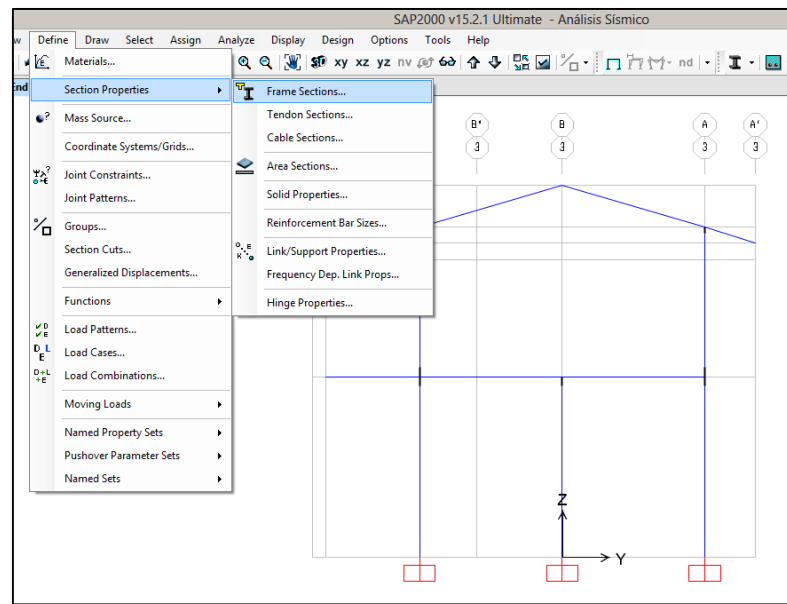 SAP2000 v15.2.1 Ultimate - Análisis Sísmico
w Define Draw Select Assign Analyze Display Design Options Tools Help
xy xz yz nv nd
End
Materials...
Section Properties
Mass Source...
Coordinate Systems/Grids...
Joint Constraints...
Joint Patterns...
Groups...
Section Cuts...
Generalized Displacements...
Functions
Load Patterns...
Load Cases...
Load Combinations...
Moving Loads
Named Property Sets
Pushover Parameter Sets
Named Sets
Frame Sections...
Tendon Sections...
Cable Sections...
Area Sections...
Solid Properties...
Reinforcement Bar Sizes...
Link/Support Properties...
Frequency Dep. Link Props...
Hinge Properties...
B' B A A'
3 3 3 3
Z
Y